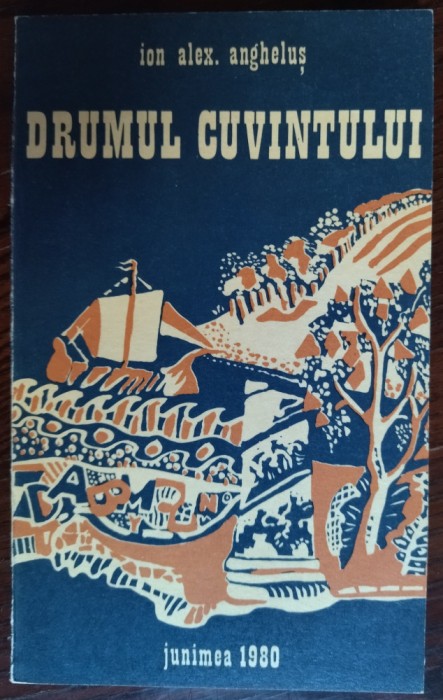 ion alex. angheluș
DRUMUL CUVINTULUI
junimea 1980